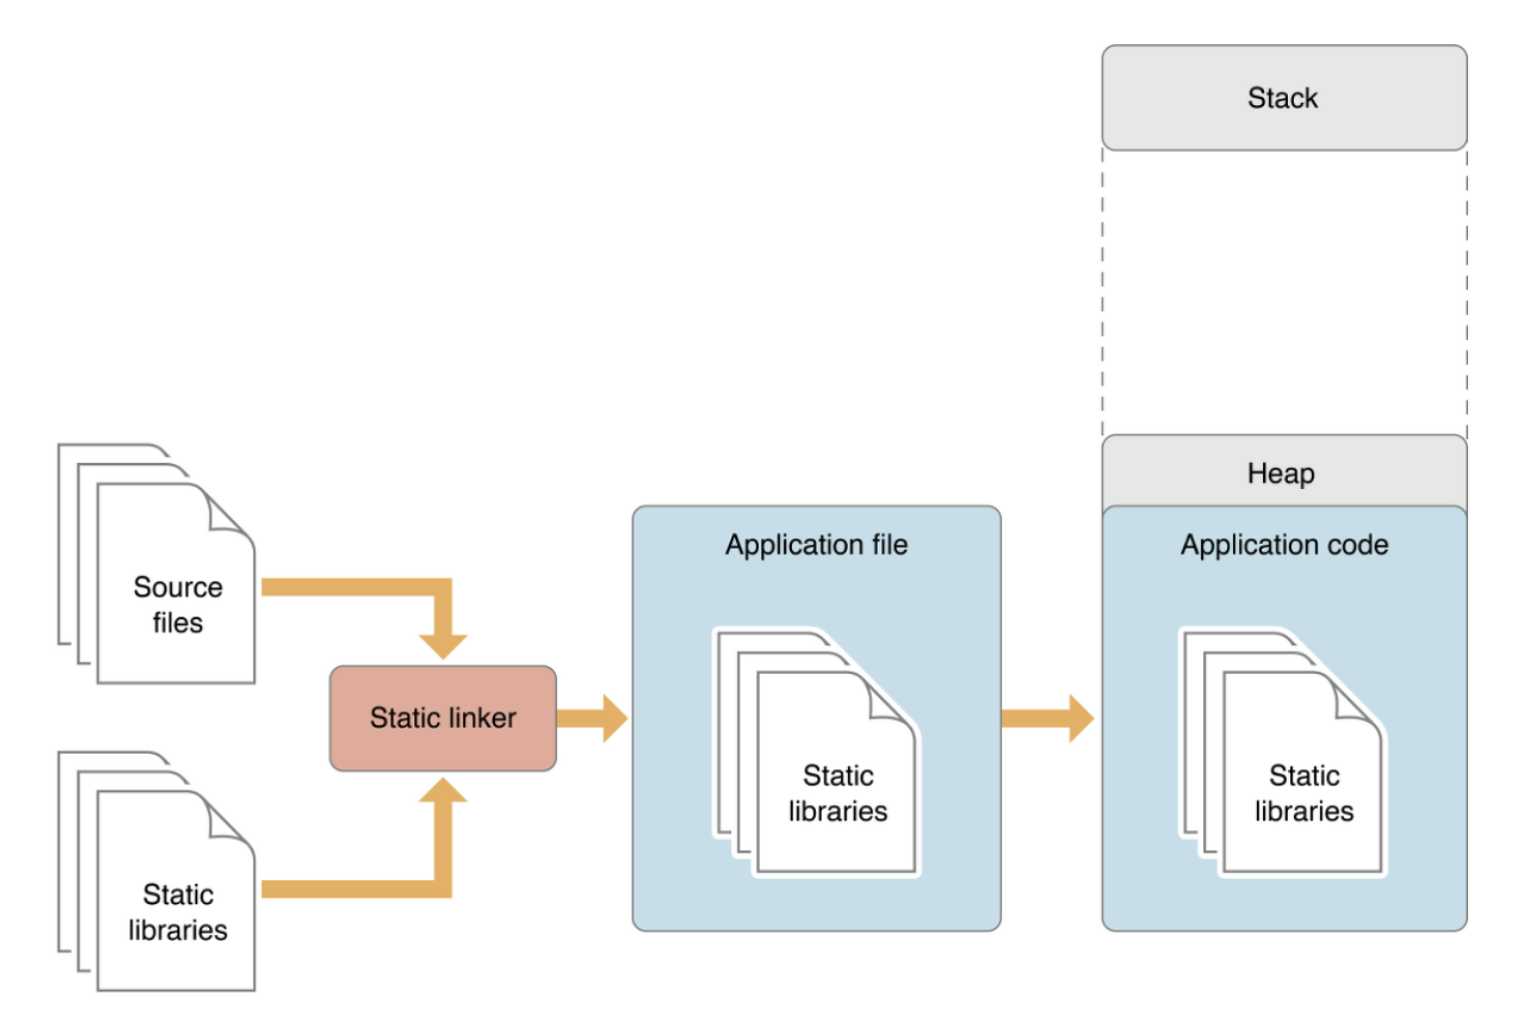 Stack
Heap
Application file
Application code
Source
files
Static linker
Static
libraries
Static
libraries
Static
libraries